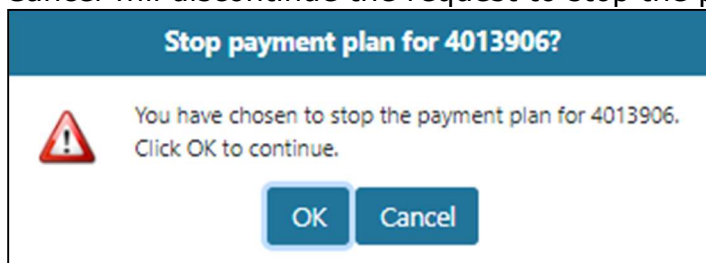 Cancel will discontinue the request to stop the p
Stop payment plan for 4013906?
You have chosen to stop the payment plan for 4013906.
Click OK to continue.
OK Cancel